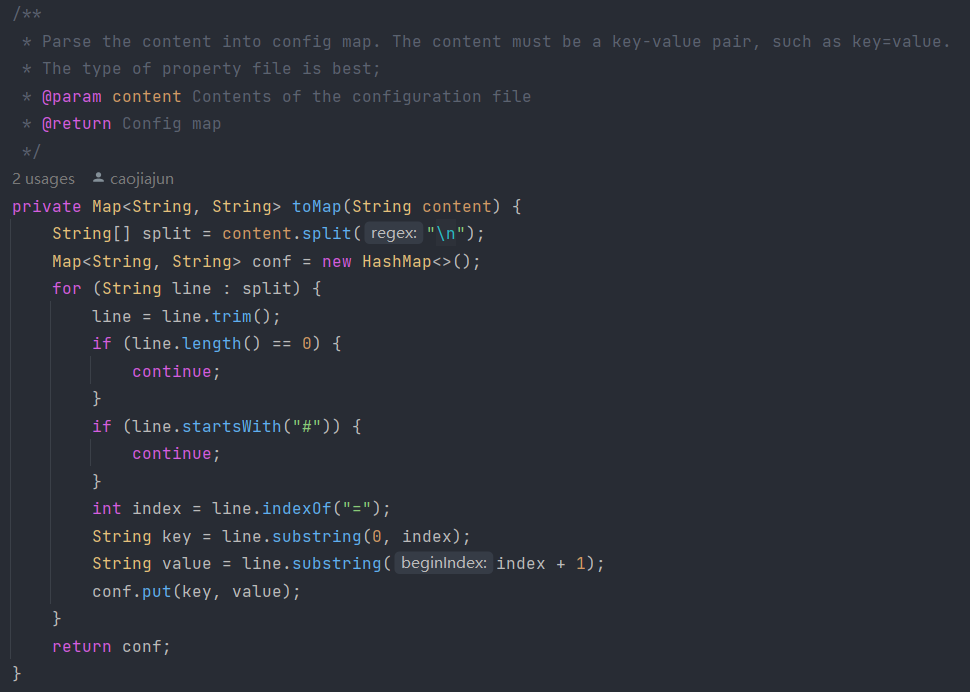 /**
 * Parse the content into config map. The content must be a key-value pair, such as key=value.
 * The type of property file is best;
 * @param content Contents of the configuration file
 * @return Config map
 */
2 usages caojiajun
private Map<String, String> toMap(String content) {
    String[] split = content.split( regex: "\n");
    Map<String, String> conf = new HashMap<>();
    for (String line : split) {
        line = line.trim();
        if (line.length() == 0) {
            continue;
        }
        if (line.startsWith("#")) {
            continue;
        }
        int index = line.indexOf("=");
        String key = line.substring(0, index);
        String value = line.substring( beginIndex: index + 1);
        conf.put(key, value);
    }
    return conf;
}